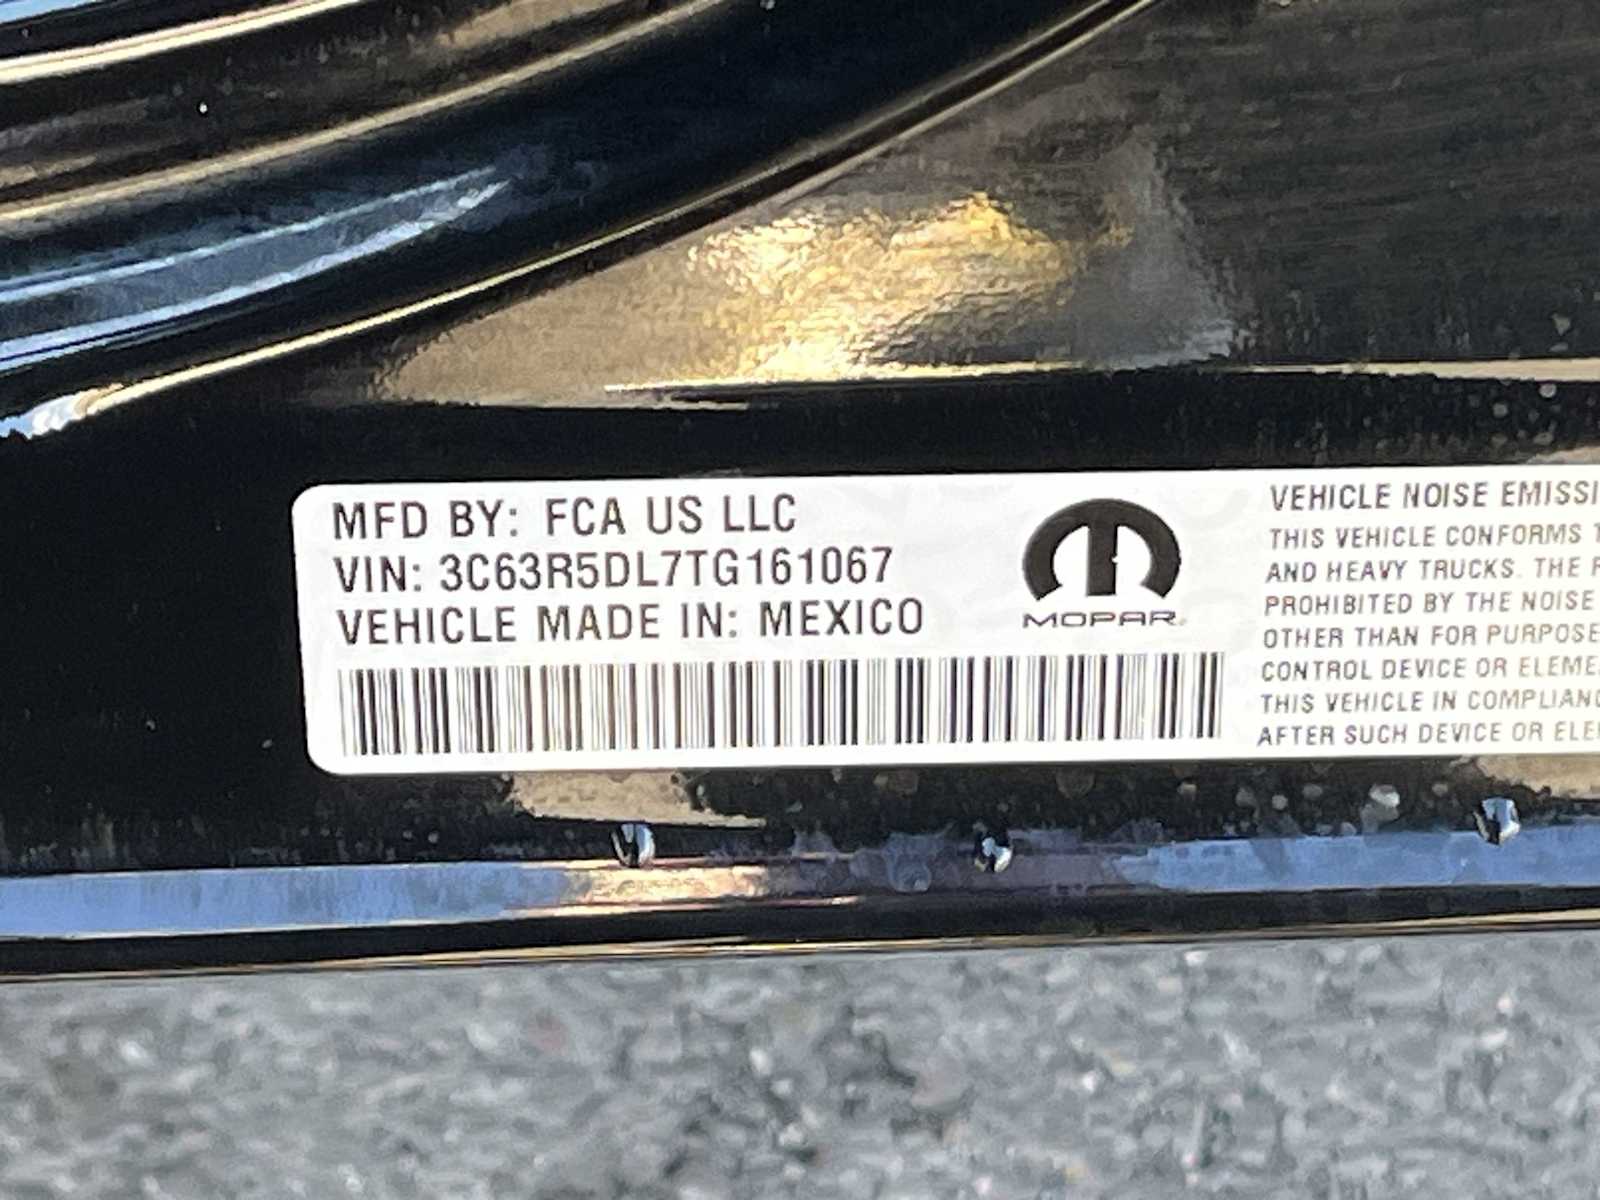 MFD BY: FCA US LLC
VIN: 3C63R5DL7TG161067
VEHICLE MADE IN: MEXICO
MOPAR
VEHICLE NOISE
THIS VEHICLE CONFORMS
AND HEAVY TRUCKS. THE
PROHIBITED BY THE NOISE
OTHER THAN FOR PURPOSE
CONTROL DEVICE OR
THIS VEHICLE IN
AFTER SUCH DEVICE OR